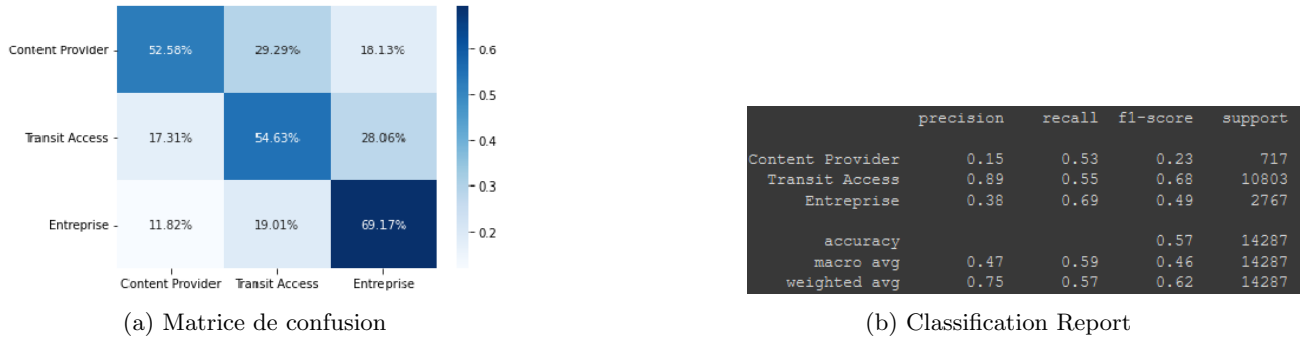 Content Provider
52.58%
29.29%
18.13%
Transit Access
17.31%
54.63%
28.06%
Entreprise
11.82%
19.01%
69.17%
Content Provider Transit Access Entreprise
0.6
0.5
0.4
0.3
0.2
(a) Matrice de confusion
precision recall f1-score support
Content Provider 0.15 0.53 0.23 717
Transit Access 0.89 0.55 0.68 10803
Entreprise 0.38 0.69 0.49 2767
accuracy 0.57 14287
macro avg 0.47 0.59 0.46 14287
weighted avg 0.75 0.57 0.62 14287
(b) Classification Report